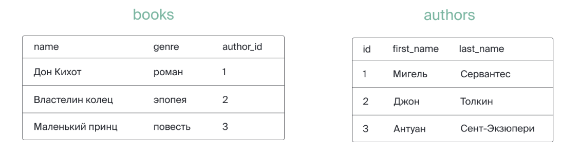 books
name genre author_id
Дон Кихот роман 1
Властелин колец эпопея 2
Маленький принц повесть 3
authors
id first_name last_name
1 Мигель Сервантес
2 Джон Толкин
3 Антуан Сент-Экзюпери